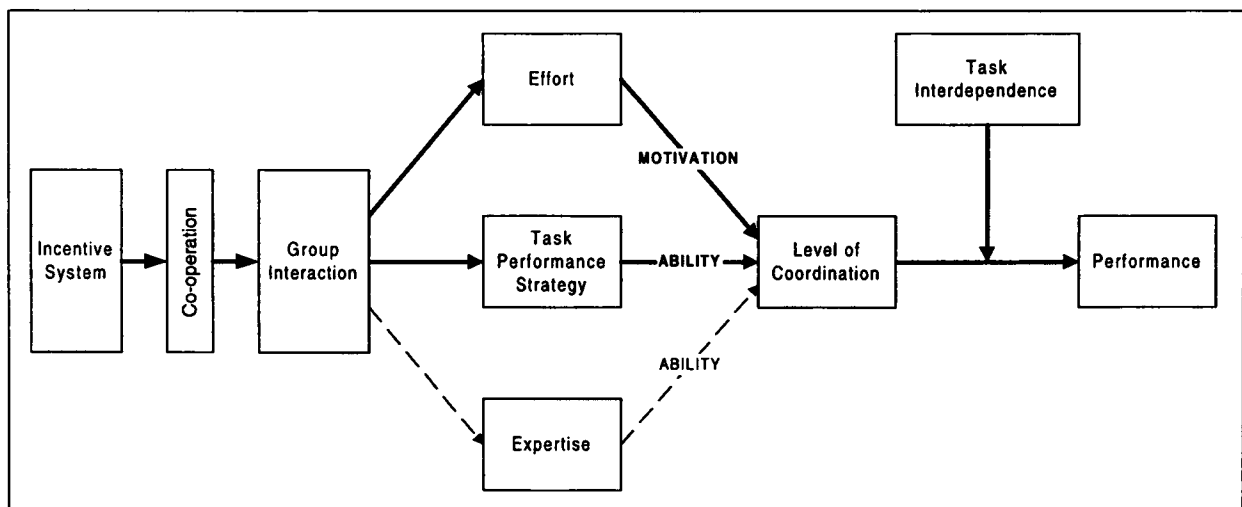 Effort
Task
Interdependence
MOTIVATION
Incentive
System
Co-operation
Group
Interaction
Task
Performance
Strategy
ABILITY
Level of
Coordination
Performance
ABILITY
Expertise